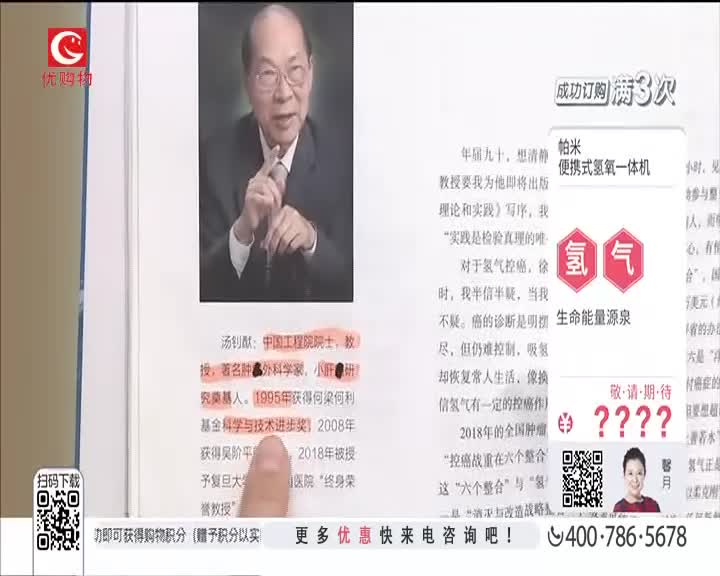 优购物
成功订购满3次
帕米
便携式氢氧一体机
氢气
生命能量源泉
敬·请·期·待
¥ ????
馨月
汤钊猷：中国工程院院士，教
授，著名肿 外科学家，小肝 研
究奠基人。1995年获得何梁何利
基金科学与技术进步奖，2008年
获得吴阶平
2018年被授
予复旦大
医院“终身荣
誉教授”
年届九十，想清静
教授要我为他即将出版
理论和实践》写序，我
“实践是检验真理的唯
对于氢气控癌，徐
时，我半信半疑，当我
不疑。癌的诊断是明摆
尽，但仍难控制，吸氢
却恢复常人生活，像换
信氢气有一定的控癌作
2018年的全国肿瘤
“控癌战重在六个整合”
这“六个整合”与“氢
是“消灭与改造战略
扫码下载
功即可获得购物积分（赠予积分以实
更多优惠快来电咨询吧！
400-786-5678